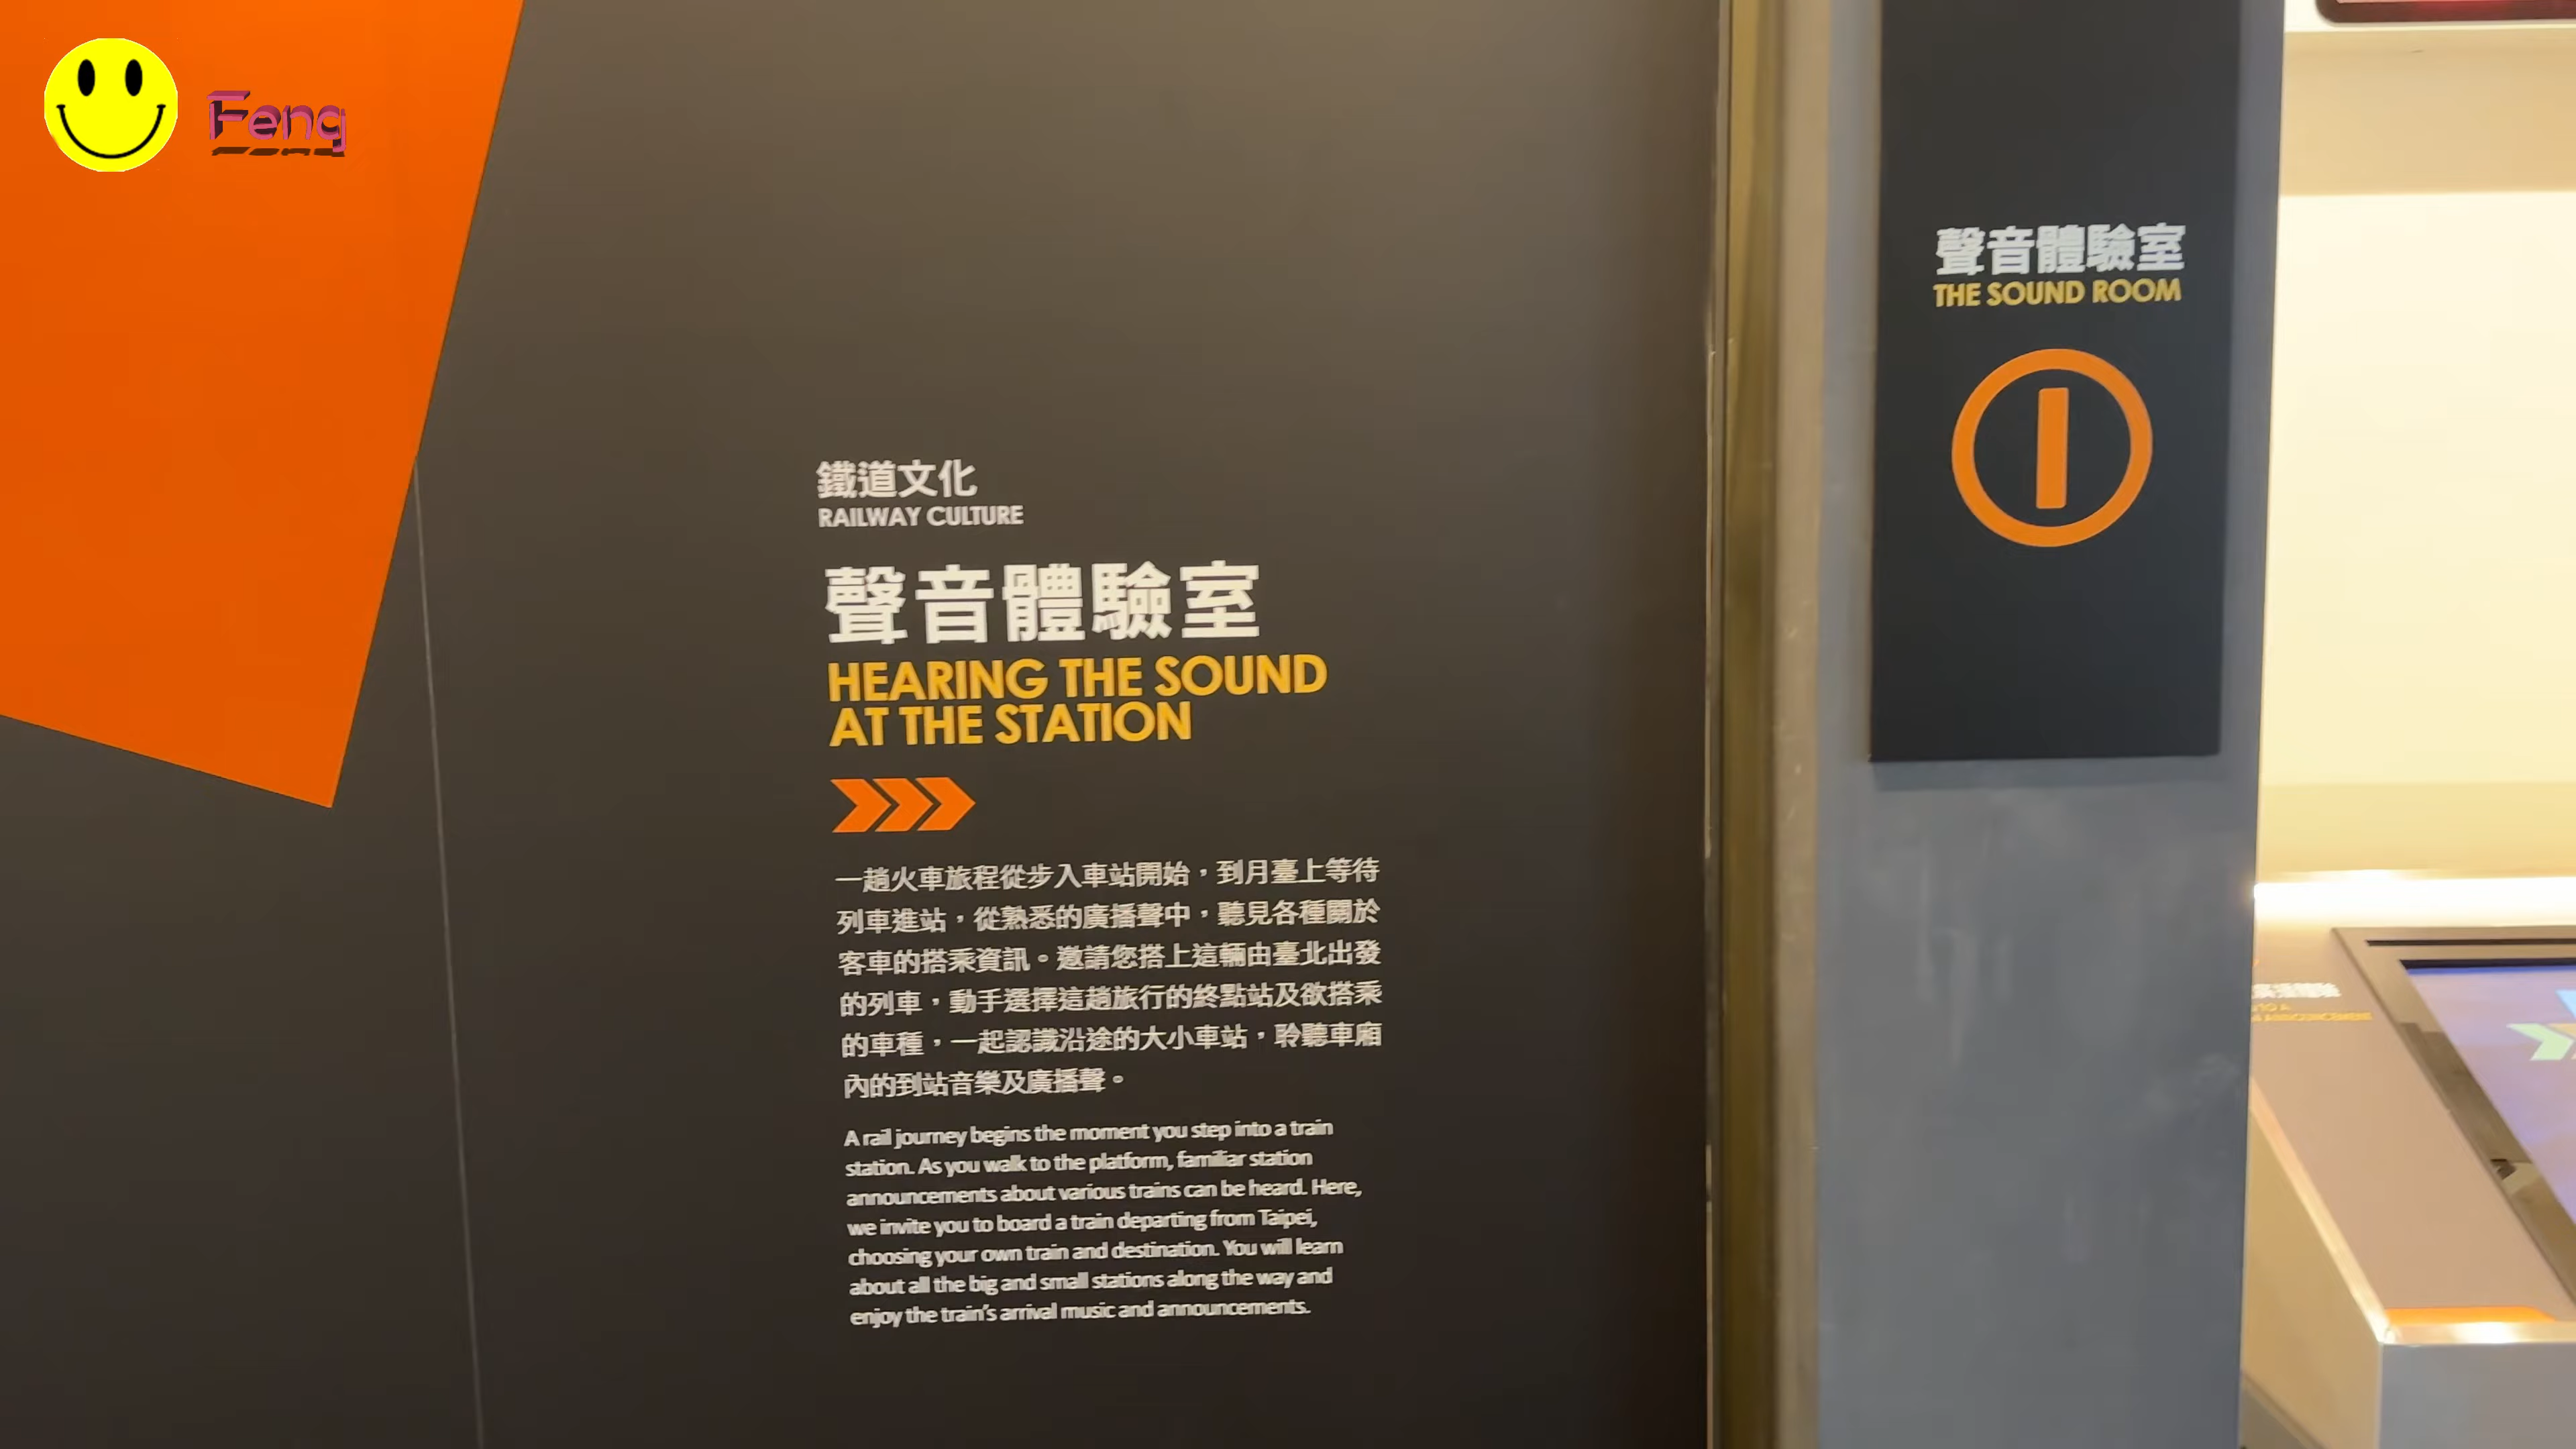 Feng
鐵道文化
RAILWAY CULTURE
聲音體驗室
HEARING THE SOUND
AT THE STATION
一趟火車旅程從步入車站開始，到月臺上等待
列車進站，從熟悉的廣播聲中，聽見各種關於
客車的搭乘資訊。邀請您搭上這輛由臺北出發
的列車，動手選擇這趟旅行的終點站及欲搭乘
的車種，一起認識沿途的大小車站，聆聽車廂
內的到站音樂及廣播聲。
A rail journey begins the moment you step into a train
station. As you walk to the platform, familiar station
announcements about various trains can be heard. Here,
we invite you to board a train departing from Taipei,
choosing your own train and destination. You will learn
about all the big and small stations along the way and
enjoy the train's arrival music and announcements.
聲音體驗室
THE SOUND ROOM
廣播體驗
ANNOUNCEMENT